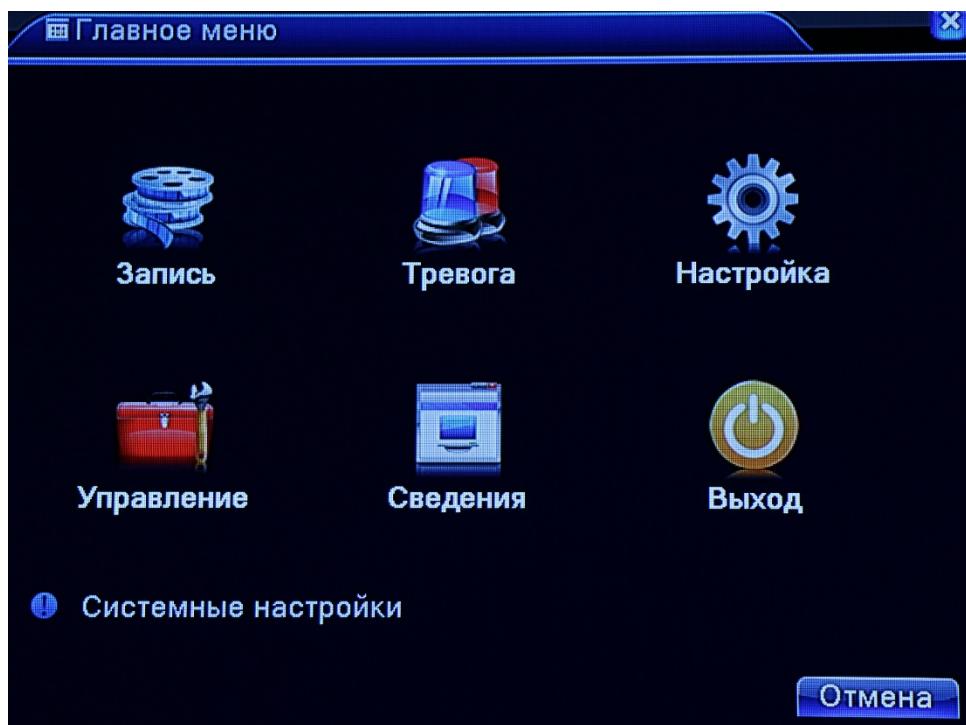 Главное меню
Запись
Тревога
Настройка
Управление
Сведения
Выход
Системные настройки
Отмена